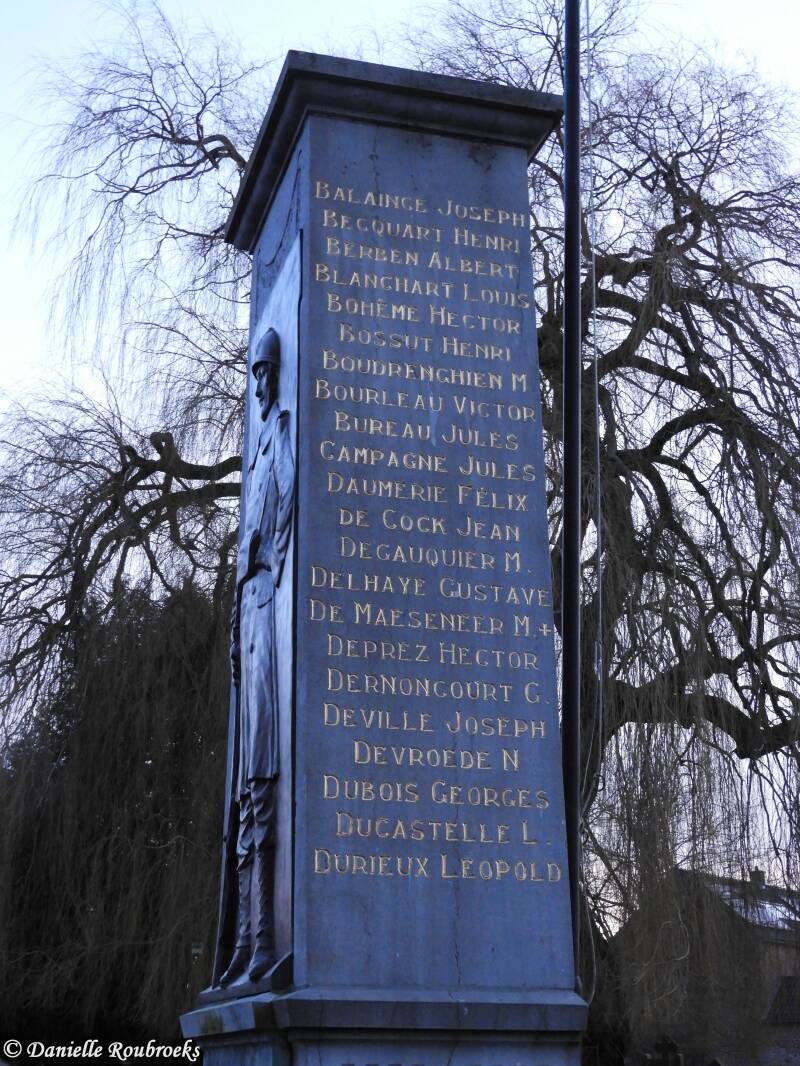 BALAINGE JOSEPH
BECQUART HENRI
BERBEN ALBERT
BLANCHART LOUIS
BOHÈME HECTOR
BOSSUT HENRI
BOUDRENGHIEN M
BOURLEAU VICTOR
BUREAU JULES
CAMPAGNE JULES
DAUMERIE FÉLIX
DE COCK JEAN
DEGAUQUIER M.
DELHAYE GUSTAVE
DE MAESENEER M.+
DEPREZ HECTOR
DERNONCOURT G.
DEVILLE JOSEPH
DEVROEDE N
DUBOIS GEORGES
DUCASTELLE L.
DURIEUX LÉOPOLD
© Danielle Roubroeks